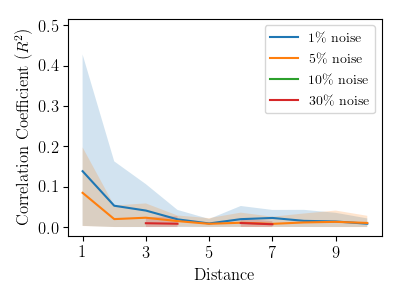 0.5
0.4
0.3
0.2
0.1
0.0
Correlation Coefficient (R²)
1% noise
5% noise
10% noise
30% noise
1 3 5 7 9
Distance